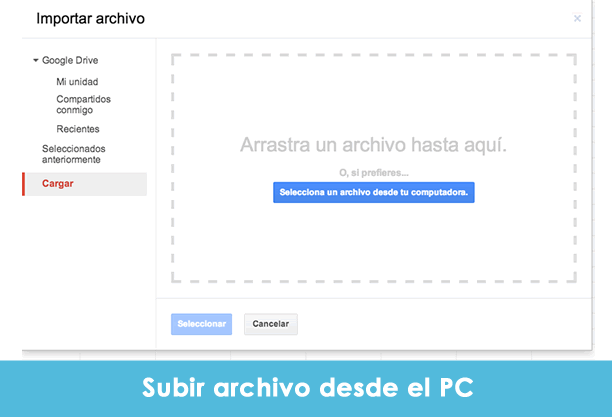 Importar archivo
Google Drive
Mi unidad
Compartidos
conmigo
Recientes
Seleccionados
anteriormente
Cargar
Arrastra un archivo hasta aquí.
O, si prefieres...
Selecciona un archivo desde tu computadora.
Seleccionar
Cancelar
Subir archivo desde el PC